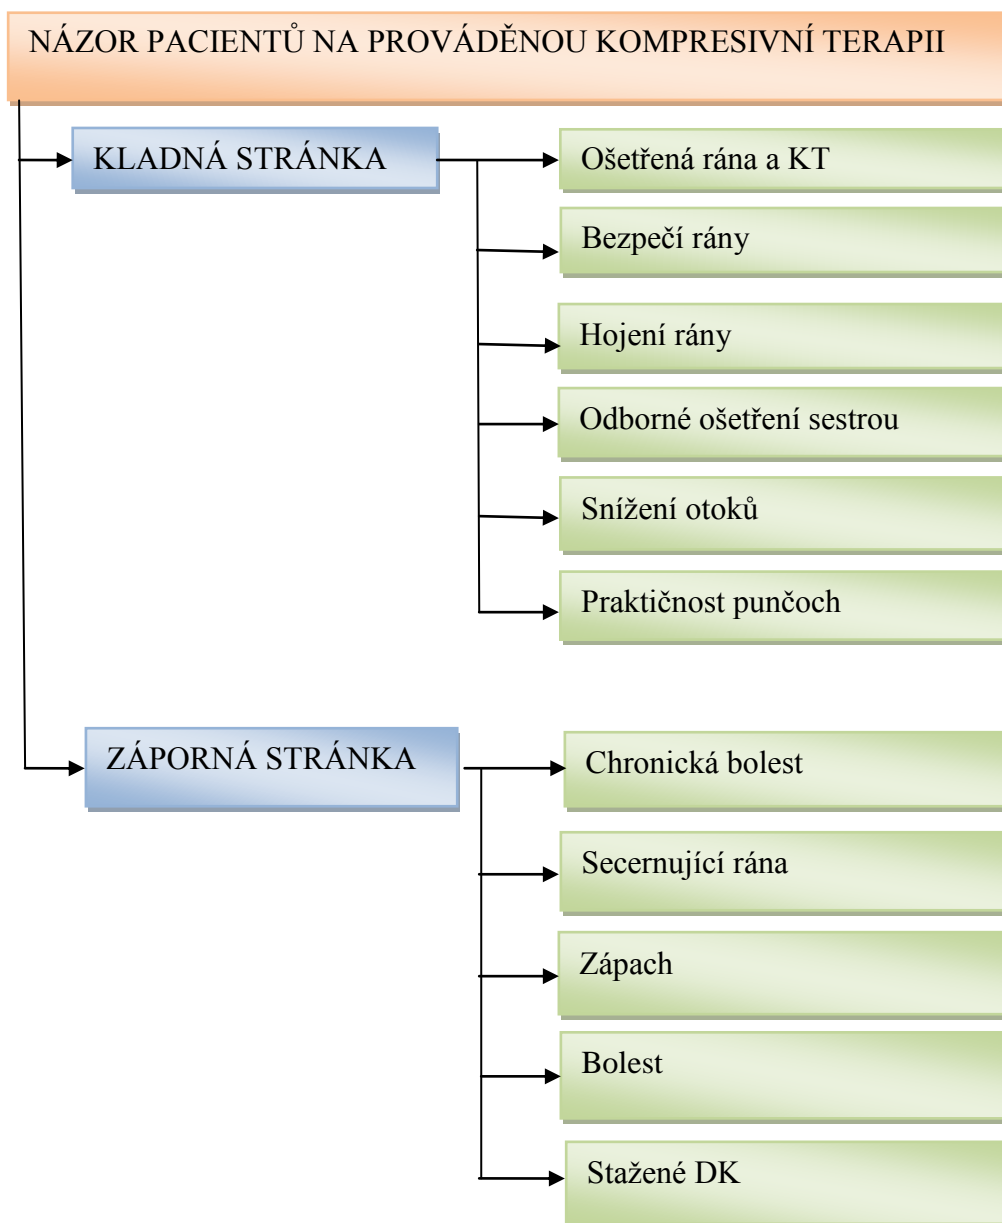 NÁZOR PACIENTŮ NA PROVÁDĚNOU KOMPRESIVNÍ TERAPII
KLADNÁ STRÁNKA
Ošetřená rána a KT
Bezpečí rány
Hojení rány
Odborné ošetření sestrou
Snížení otoků
Praktičnost punčoch
ZÁPORNÁ STRÁNKA
Chronická bolest
Secernující rána
Zápach
Bolest
Stažené DK